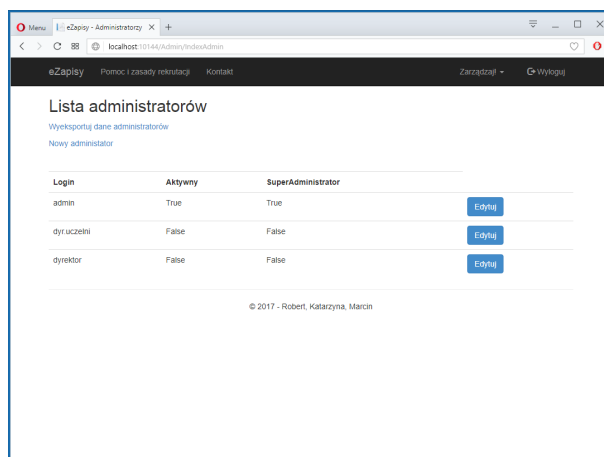 Menu eZapisy - Administratorzy
localhost:10144/Admin/IndexAdmin
eZapisy Pomoc i zasady rekrutacji Kontakt Zarządzaj! Wyloguj
Lista administratorów
Wyeksportuj dane administratorów
Nowy administator
Login Aktywny SuperAdministrator
admin True True Edytuj
dyr.uczelni False False Edytuj
dyrektor False False Edytuj
© 2017 - Robert, Katarzyna, Marcin